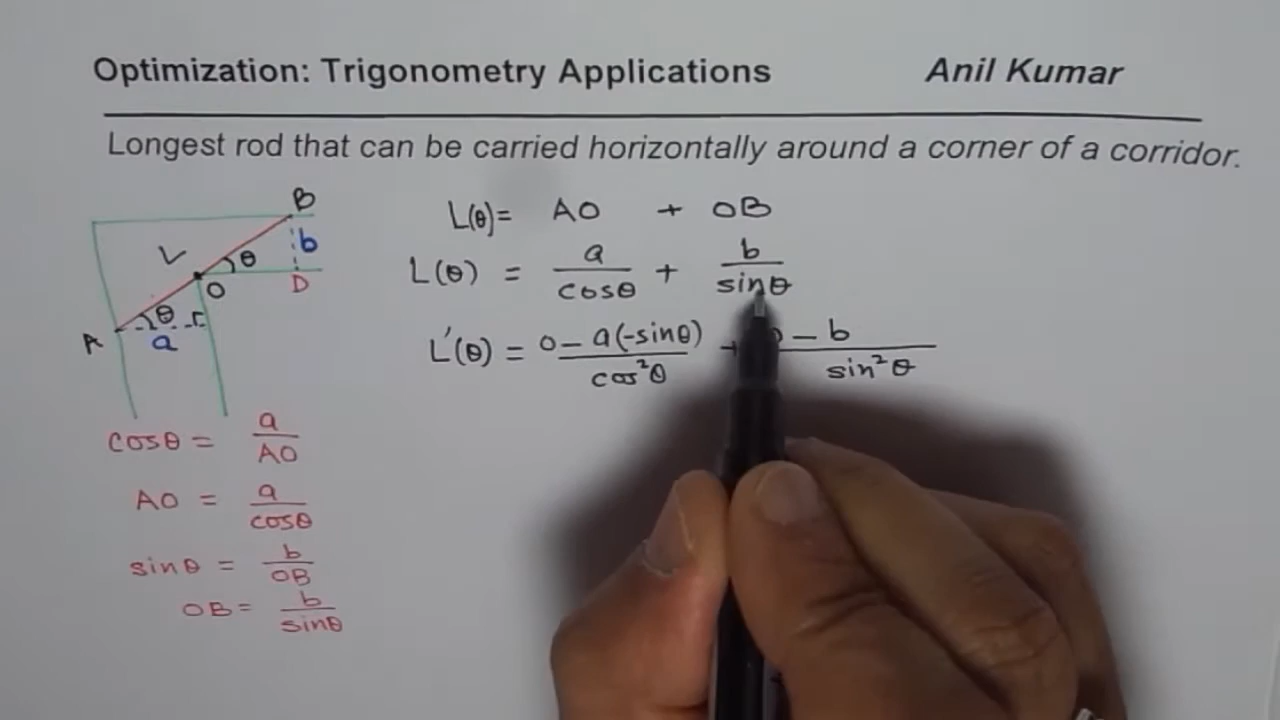 Optimization: Trigonometry Applications Anil Kumar
Longest rod that can be carried horizontally around a corner of a corridor.
B
L(θ) = AO + OB
L b
θ
L(θ) = a/cosθ + b/sinθ
O D
θ
A a
L'(θ) = 0 - a(-sinθ)/cos²θ + - b/sin²θ
cosθ = a/AO
AO = a/cosθ
sinθ = b/OB
OB = b/sinθ